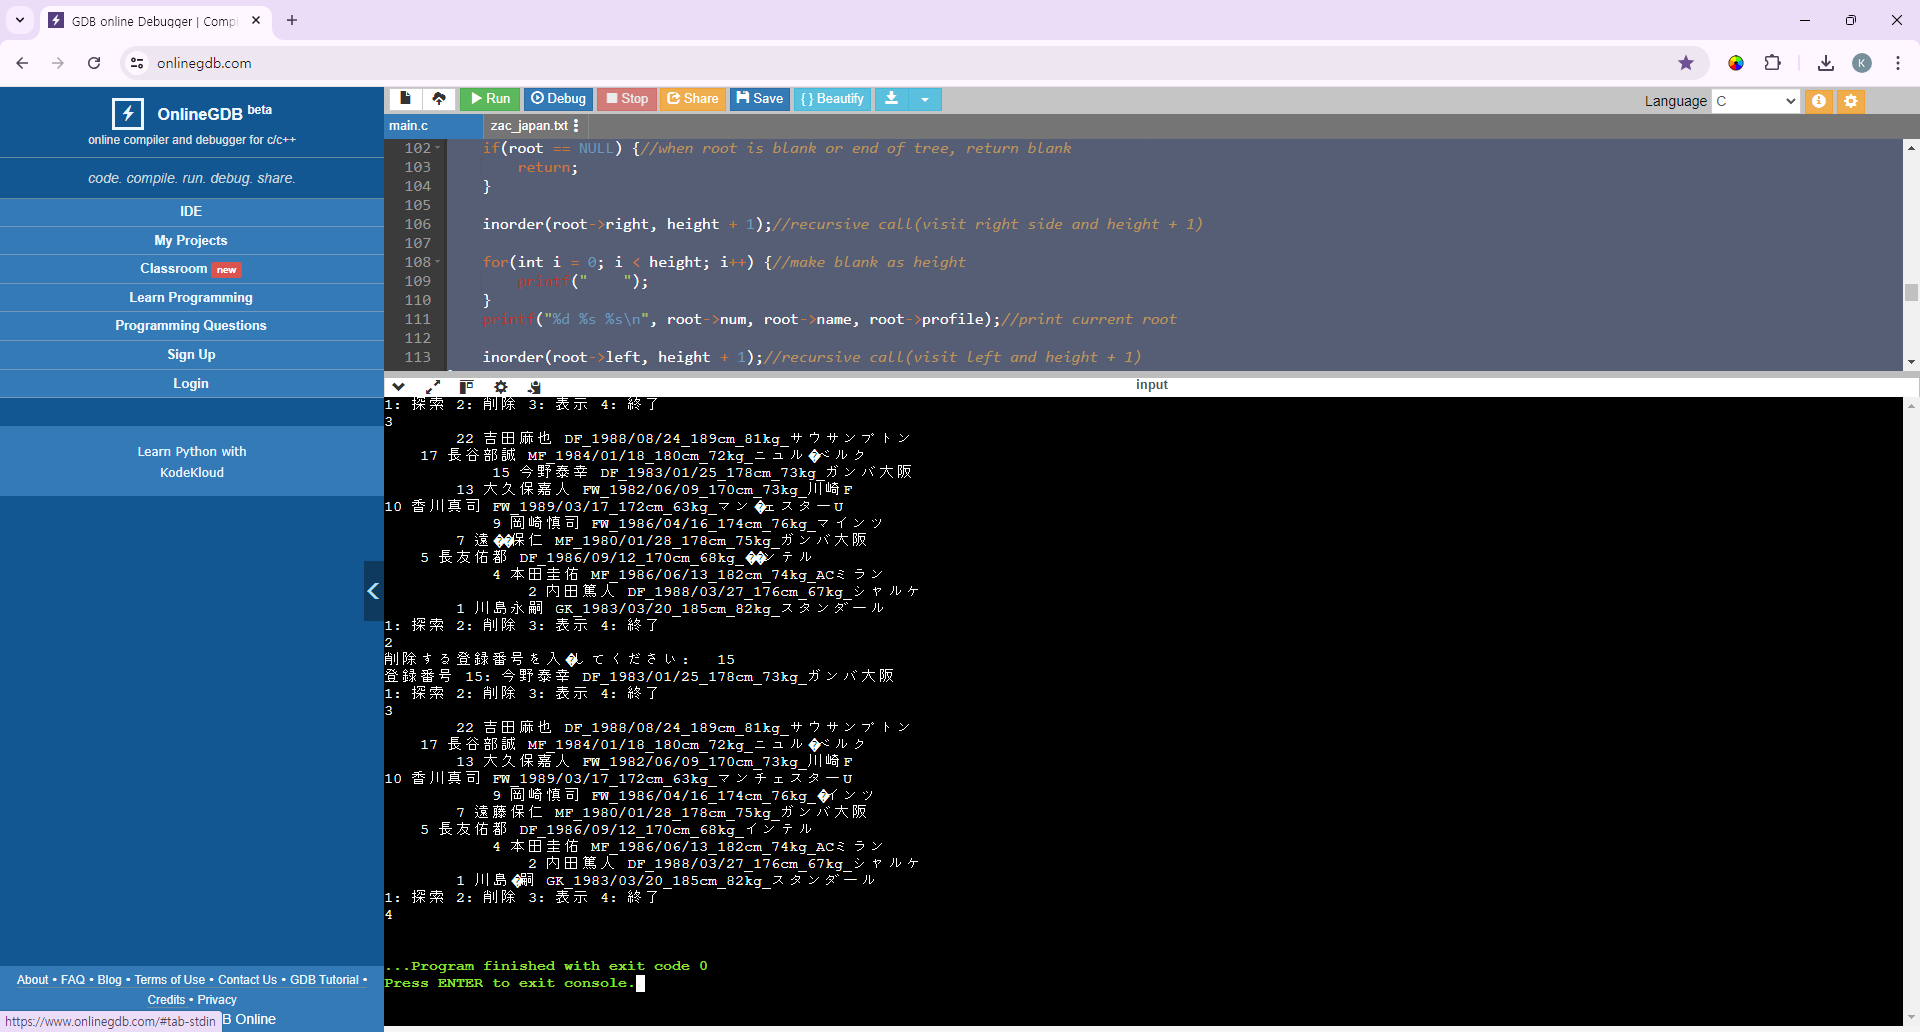 GDB online Debugger | Comp
onlinegdb.com
K
OnlineGDB beta
online compiler and debugger for c/c++
code. compile. run. debug. share.
IDE
My Projects
Classroom new
Learn Programming
Programming Questions
Sign Up
Login
Learn Python with
KodeKloud
About • FAQ • Blog • Terms of Use • Contact Us • GDB Tutorial •
Credits • Privacy
B Online
https://www.onlinegdb.com/#tab-stdin
Run Debug Stop Share Save {} Beautify
Language C
main.c zac_japan.txt
102 if(root == NULL) {//when root is blank or end of tree, return blank
103 return;
104 }
105
106 inorder(root->right, height + 1);//recursive call(visit right side and height + 1)
107
108 for(int i = 0; i < height; i++) {//make blank as height
109 printf("    ");
110 }
111 printf("%d %s %s\n", root->num, root->name, root->profile);//print current root
112
113 inorder(root->left, height + 1);//recursive call(visit left and height + 1)
input
1: 探索 2: 削除 3: 表示 4: 終了
3
22 吉田麻也 DF_1988/08/24_189cm_81kg_サウサンプトン
17 長谷部誠 MF_1984/01/18_180cm_72kg_ニュル�ベルク
15 今野泰幸 DF_1983/01/25_178cm_73kg_ガンバ大阪
13 大久保嘉人 FW_1982/06/09_170cm_73kg_川崎F
10 香川真司 FW_1989/03/17_172cm_63kg_マン�ェスターU
9 岡崎慎司 FW_1986/04/16_174cm_76kg_マインツ
7 遠��保仁 MF_1980/01/28_178cm_75kg_ガンバ大阪
5 長友佑都 DF_1986/09/12_170cm_68kg_��ンテル
4 本田圭佑 MF_1986/06/13_182cm_74kg_ACミラン
2 内田篤人 DF_1988/03/27_176cm_67kg_シャルケ
1 川島永嗣 GK_1983/03/20_185cm_82kg_スタンダール
1: 探索 2: 削除 3: 表示 4: 終了
2
削除する登録番号を入�してください: 15
登録番号 15: 今野泰幸 DF_1983/01/25_178cm_73kg_ガンバ大阪
1: 探索 2: 削除 3: 表示 4: 終了
3
22 吉田麻也 DF_1988/08/24_189cm_81kg_サウサンプトン
17 長谷部誠 MF_1984/01/18_180cm_72kg_ニュル�ベルク
13 大久保嘉人 FW_1982/06/09_170cm_73kg_川崎F
10 香川真司 FW_1989/03/17_172cm_63kg_マンチェスターU
9 岡崎慎司 FW_1986/04/16_174cm_76kg_�インツ
7 遠藤保仁 MF_1980/01/28_178cm_75kg_ガンバ大阪
5 長友佑都 DF_1986/09/12_170cm_68kg_インテル
4 本田圭佑 MF_1986/06/13_182cm_74kg_ACミラン
2 内田篤人 DF_1988/03/27_176cm_67kg_シャルケ
1 川島�嗣 GK_1983/03/20_185cm_82kg_スタンダール
1: 探索 2: 削除 3: 表示 4: 終了
4
...Program finished with exit code 0
Press ENTER to exit console.